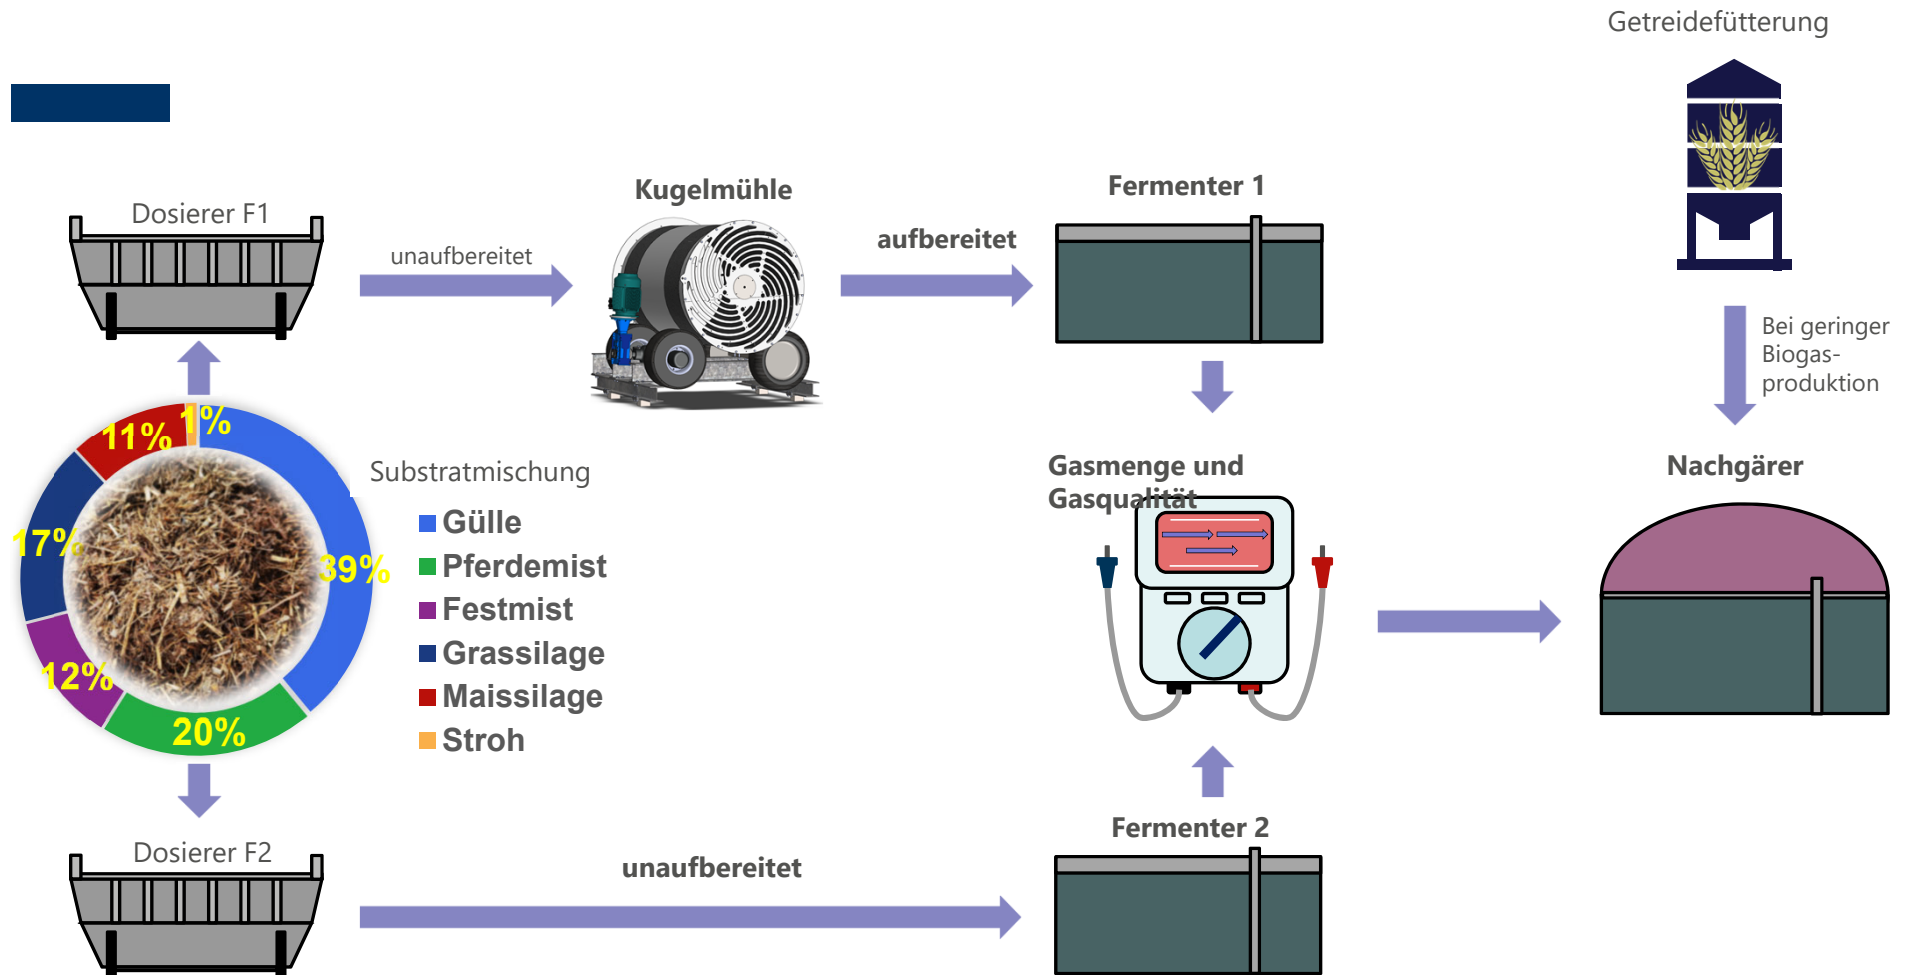 Getreidefütterung
Dosierer F1
unaufbereitet
Kugelmühle
aufbereitet
Fermenter 1
Bei geringer
Biogas-
produktion
1%
11%
17%
39%
12%
20%
Substratmischung
Gülle
Pferdemist
Festmist
Grassilage
Maissilage
Stroh
Gasmenge und
Gasqualität
Nachgärer
Dosierer F2
unaufbereitet
Fermenter 2